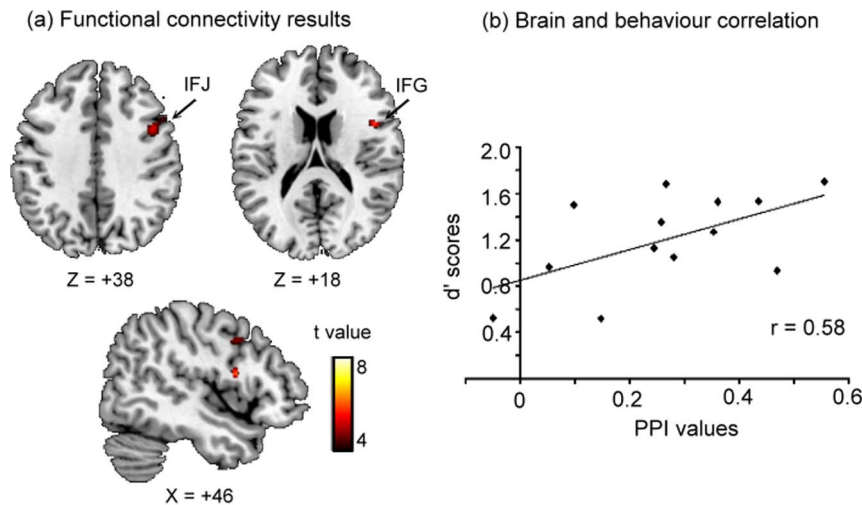 (a) Functional connectivity results
IFJ
IFG
Z = +38
Z = +18
t value
8
4
X = +46
(b) Brain and behaviour correlation
2.0
1.6
1.2
0.8
0.4
d' scores
r = 0.58
0
0.2
0.4
0.6
PPI values